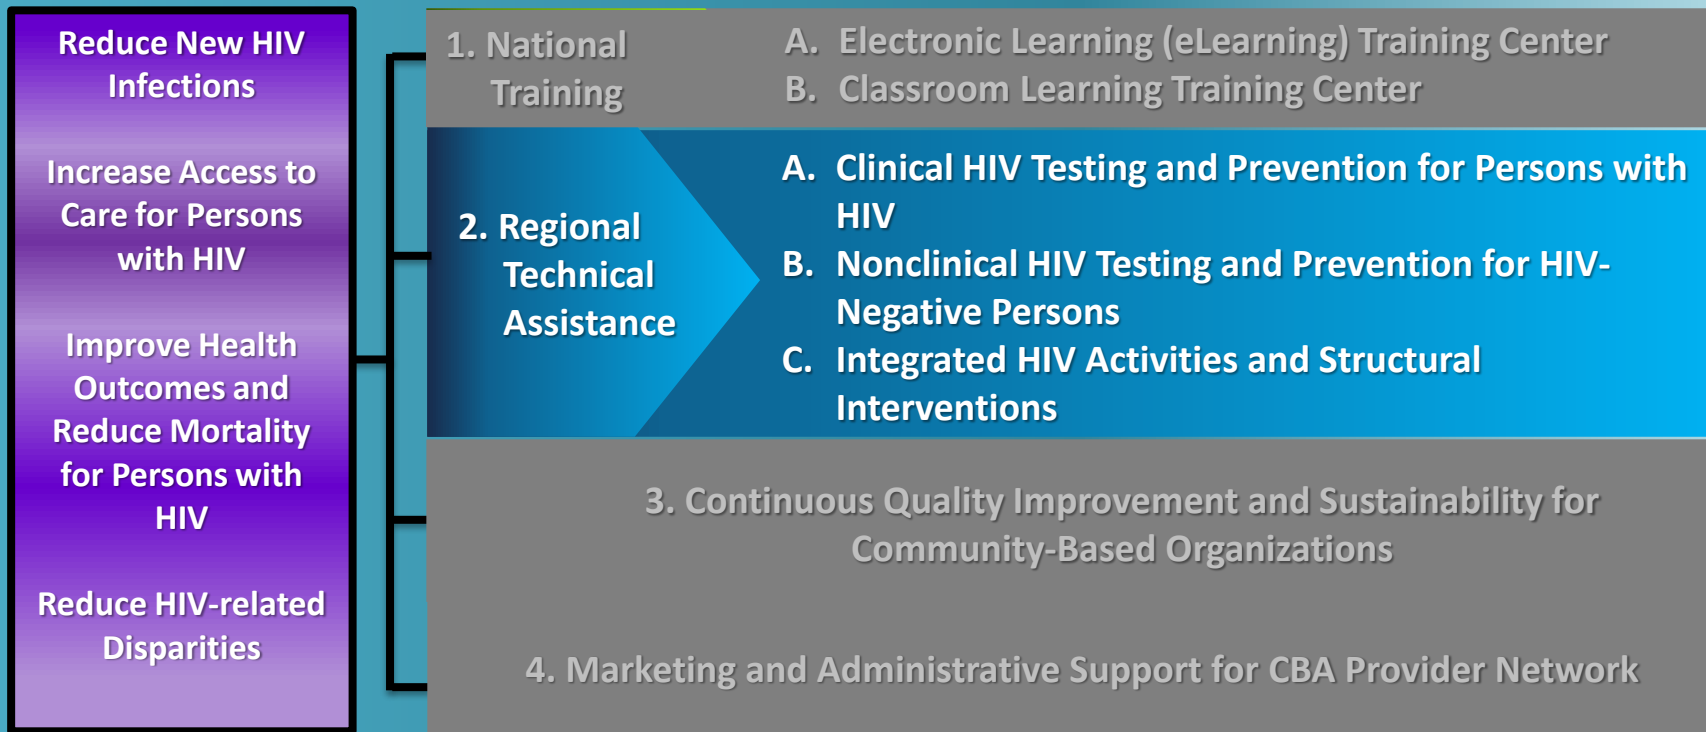 Reduce New HIV
Infections
Increase Access to
Care for Persons
with HIV
Improve Health
Outcomes and
Reduce Mortality
for Persons with
HIV
Reduce HIV-related
Disparities
1. National
Training
A. Electronic Learning (eLearning) Training Center
B. Classroom Learning Training Center
2. Regional
Technical
Assistance
A. Clinical HIV Testing and Prevention for Persons with
HIV
B. Nonclinical HIV Testing and Prevention for HIV-
Negative Persons
C. Integrated HIV Activities and Structural
Interventions
3. Continuous Quality Improvement and Sustainability for
Community-Based Organizations
4. Marketing and Administrative Support for CBA Provider Network